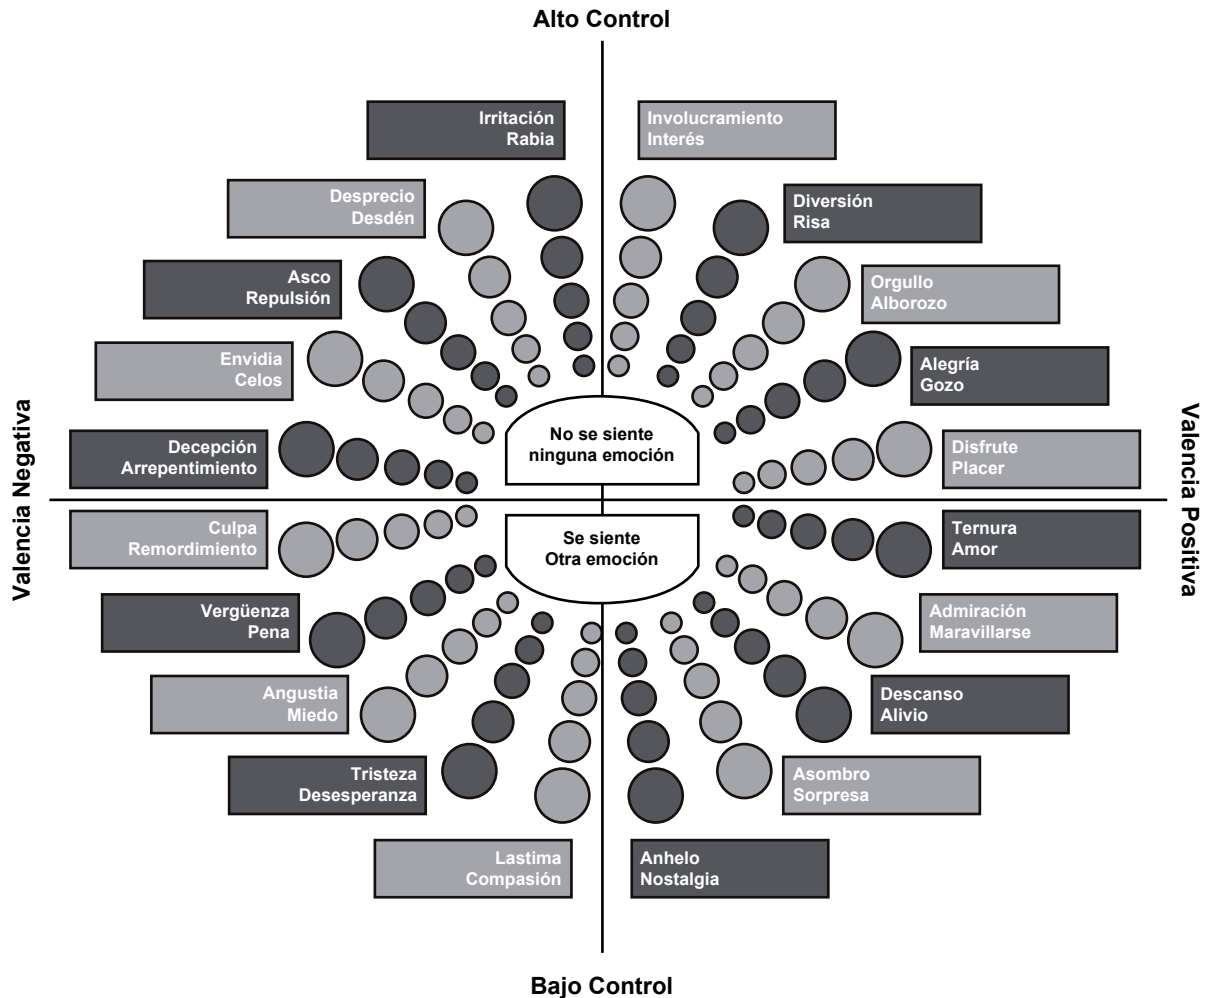 Alto Control
Irritación
Rabia
Involucramiento
Interés
Desprecio
Desdén
Diversión
Risa
Asco
Repulsión
Orgullo
Alborozo
Envidia
Celos
Alegría
Gozo
Decepción
Arrepentimiento
No se siente
ninguna emoción
Disfrute
Placer
Valencia Negativa
Valencia Positiva
Culpa
Remordimiento
Se siente
Otra emoción
Ternura
Amor
Vergüenza
Pena
Admiración
Maravillarse
Angustia
Miedo
Descanso
Alivio
Tristeza
Desesperanza
Asombro
Sorpresa
Lastima
Compasión
Anhelo
Nostalgia
Bajo Control